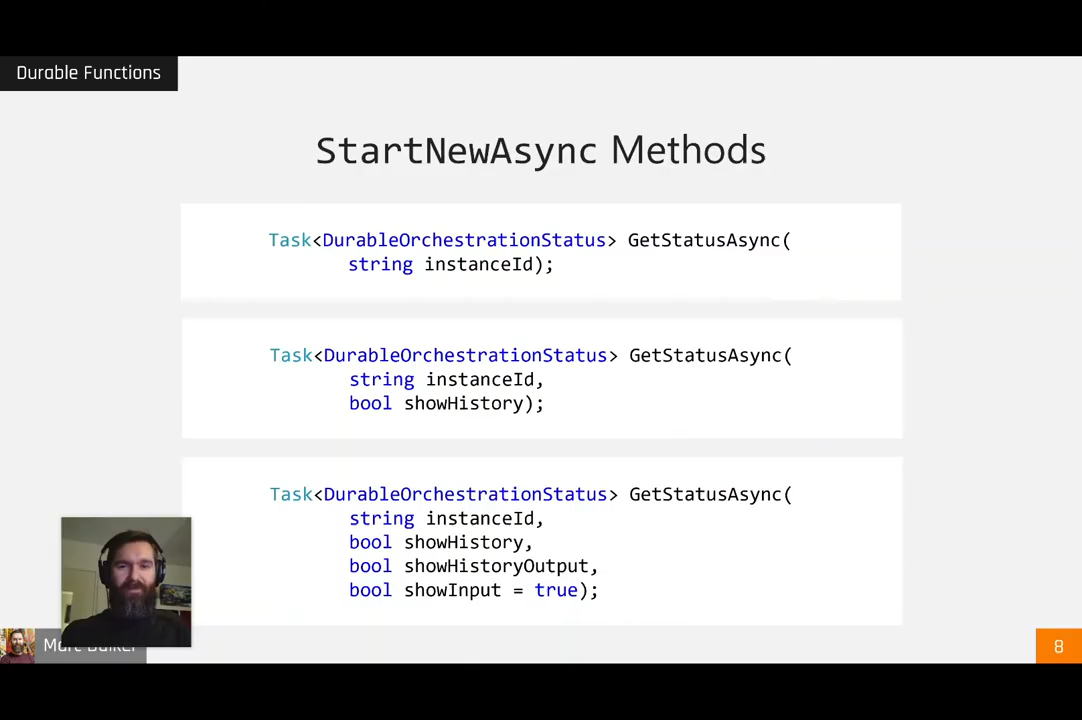 Durable Functions
StartNewAsync Methods
Task<DurableOrchestrationStatus> GetStatusAsync(
string instanceId);
Task<DurableOrchestrationStatus> GetStatusAsync(
string instanceId,
bool showHistory);
Task<DurableOrchestrationStatus> GetStatusAsync(
string instanceId,
bool showHistory,
bool showHistoryOutput,
bool showInput = true);
Marc
8